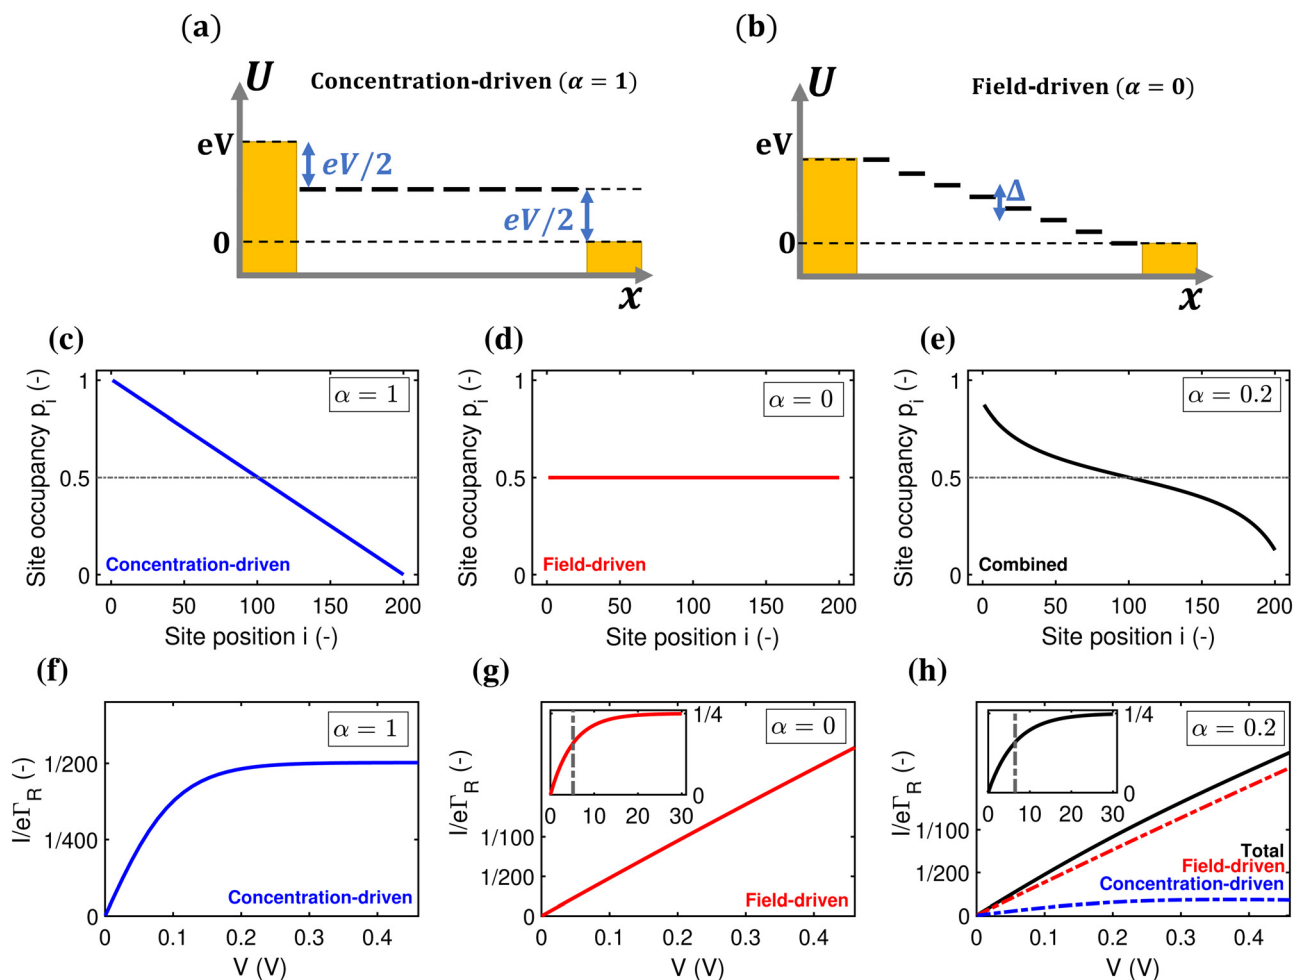 (a)
U
Concentration-driven (α = 1)
eV
eV/2
eV/2
0
x
(b)
U
Field-driven (α = 0)
eV
Δ
0
x
(c)
Site occupancy p_i (-)
1
0.5
0
α = 1
Concentration-driven
0 50 100 150 200
Site position i (-)
(d)
Site occupancy p_i (-)
1
0.5
0
α = 0
Field-driven
0 50 100 150 200
Site position i (-)
(e)
Site occupancy p_i (-)
1
0.5
0
α = 0.2
Combined
0 50 100 150 200
Site position i (-)
(f)
I/eΓ_R (-)
1/200
1/400
0
α = 1
Concentration-driven
0 0.1 0.2 0.3 0.4
V (V)
(g)
I/eΓ_R (-)
1/100
1/200
0
1/4
0
0 10 20 30
α = 0
Field-driven
0 0.1 0.2 0.3 0.4
V (V)
(h)
I/eΓ_R (-)
1/100
1/200
0
1/4
0
0 10 20 30
α = 0.2
Total
Field-driven
Concentration-driven
0 0.1 0.2 0.3 0.4
V (V)